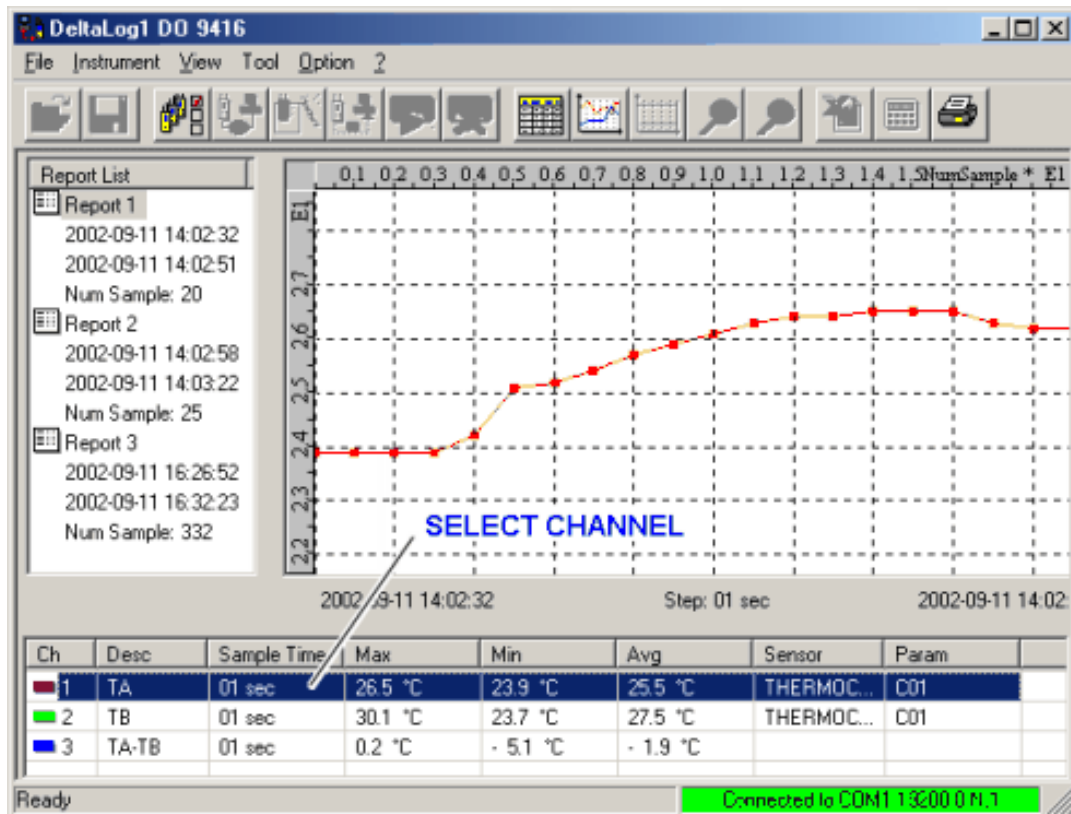 DeltaLog1 DO 9416
File Instrument View Tool Option ?
Report List
Report 1
2002-09-11 14:02:32
2002-09-11 14:02:51
Num Sample: 20
Report 2
2002-09-11 14:02:58
2002-09-11 14:03:22
Num Sample: 25
Report 3
2002-09-11 16:26:52
2002-09-11 16:32:23
Num Sample: 332
0,1 0,2 0,3 0,4 0,5 0,6 0,7 0,8 0,9 1,0 1,1 1,2 1,3 1,4 1,5 NumSample * E1
E1
2,7
2,6
2,5
2,4
2,3
2,2
SELECT CHANNEL
2002-09-11 14:02:32 Step: 01 sec 2002-09-11 14:02:
Ch Desc Sample Time Max Min Avg Sensor Param
1 TA 01 sec 26.5 °C 23.9 °C 25.5 °C THERMOC... C01
2 TB 01 sec 30.1 °C 23.7 °C 27.5 °C THERMOC... C01
3 TA-TB 01 sec 0.2 °C - 5.1 °C - 1.9 °C
Ready
Connected to COM1